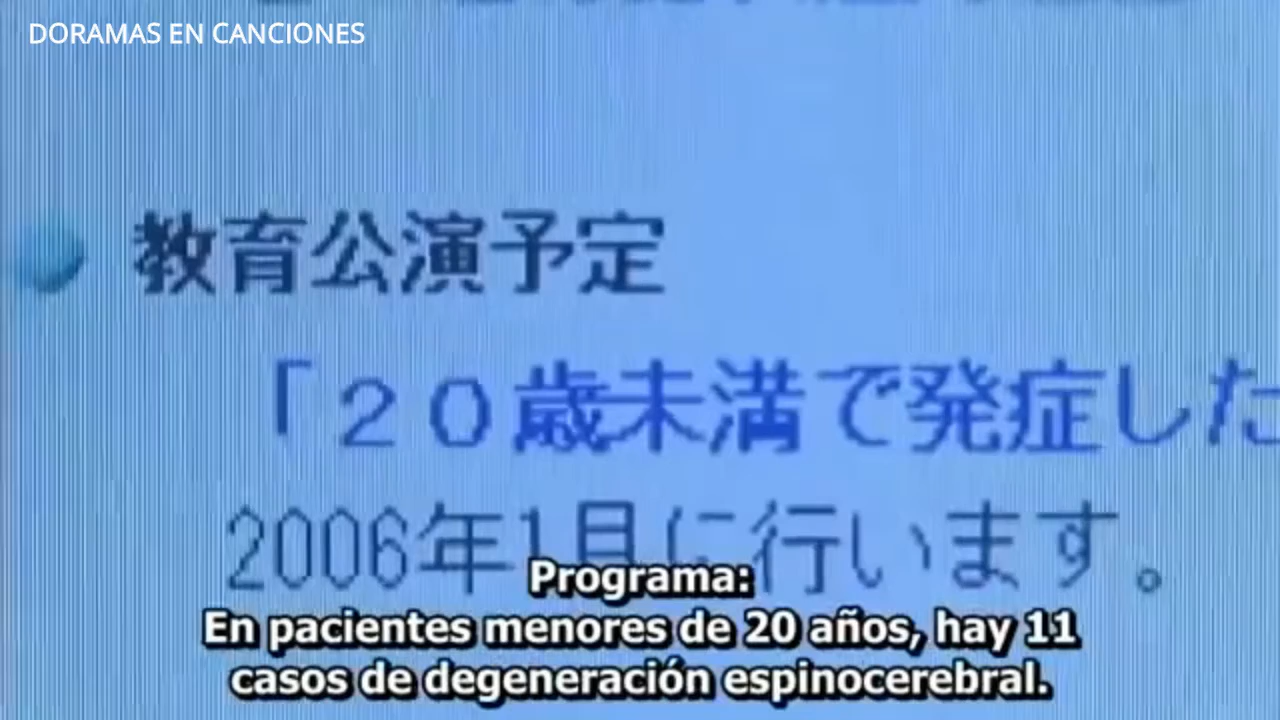 DORAMAS EN CANCIONES
教育公演予定
「２０歳未満で発症した
2006年1月に行います。
Programa:
En pacientes menores de 20 años, hay 11
casos de degeneración espinocerebral.